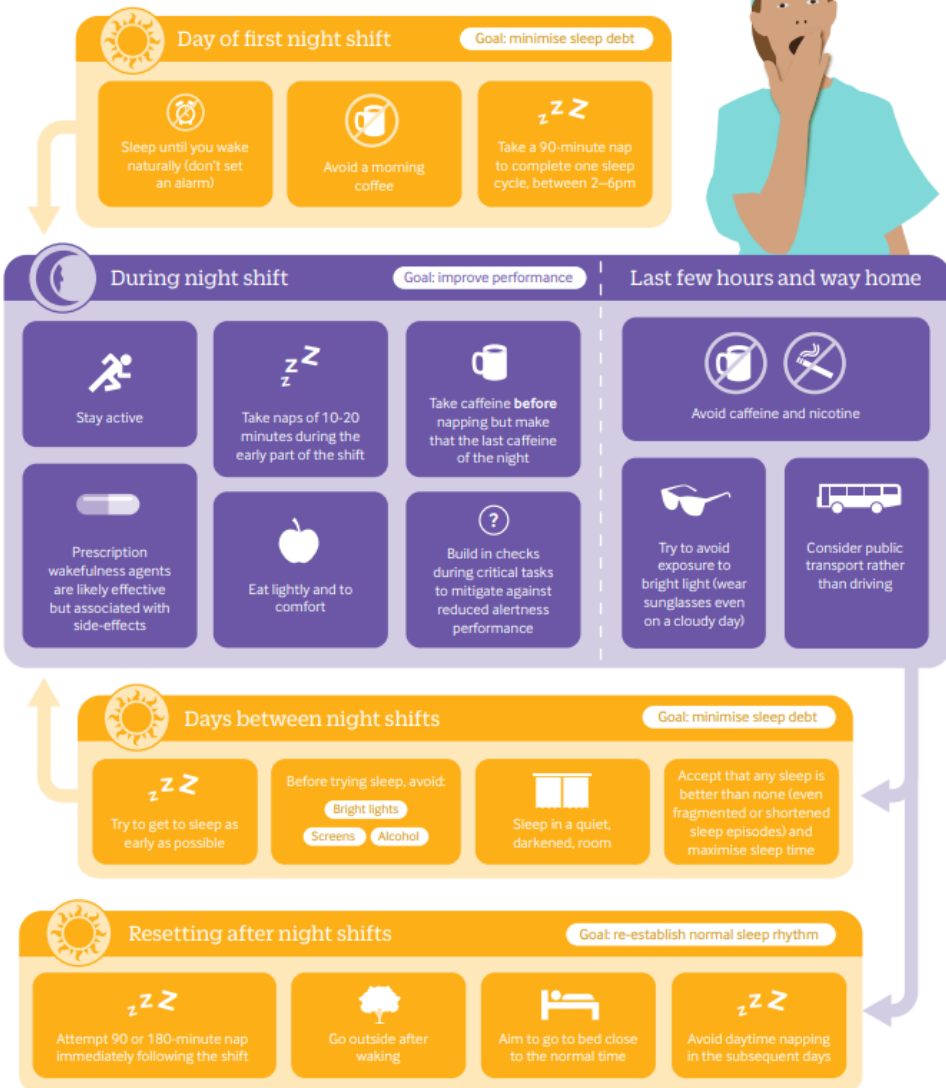 Day of first night shift
Goal: minimise sleep debt
Sleep until you wake
naturally (don't set
an alarm)
Avoid a morning
coffee
z z z
Take a 90-minute nap
to complete one sleep
cycle, between 2–6pm
During night shift
Goal: improve performance
Stay active
z z z
Take naps of 10-20
minutes during the
early part of the shift
Take caffeine before
napping but make
that the last caffeine
of the night
Prescription
wakefulness agents
are likely effective
but associated with
side-effects
Eat lightly and to
comfort
?
Build in checks
during critical tasks
to mitigate against
reduced alertness
performance
Last few hours and way home
Avoid caffeine and nicotine
Try to avoid
exposure to
bright light (wear
sunglasses even
on a cloudy day)
Consider public
transport rather
than driving
Days between night shifts
Goal: minimise sleep debt
z z z
Try to get to sleep as
early as possible
Before trying sleep, avoid:
Bright lights
Screens Alcohol
Sleep in a quiet,
darkened, room
Accept that any sleep is
better than none (even
fragmented or shortened
sleep episodes) and
maximise sleep time
Resetting after night shifts
Goal: re-establish normal sleep rhythm
z z z
Attempt 90 or 180-minute nap
immediately following the shift
Go outside after
waking
Aim to go to bed close
to the normal time
z z z
Avoid daytime napping
in the subsequent days